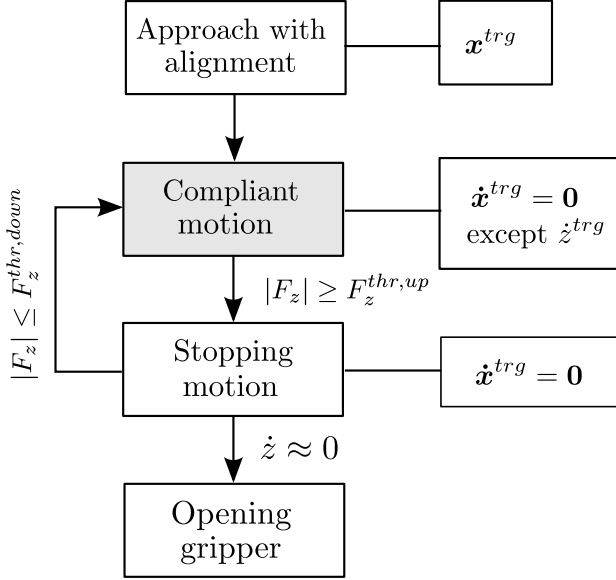 Approach with
alignment
𝒙^{trg}
Compliant
motion
𝒙̇^{trg} = 𝟎
except ż^{trg}
|F_z| ≥ F_z^{thr,up}
|F_z| ≤ F_z^{thr,down}
Stopping
motion
𝒙̇^{trg} = 𝟎
ż ≈ 0
Opening
gripper